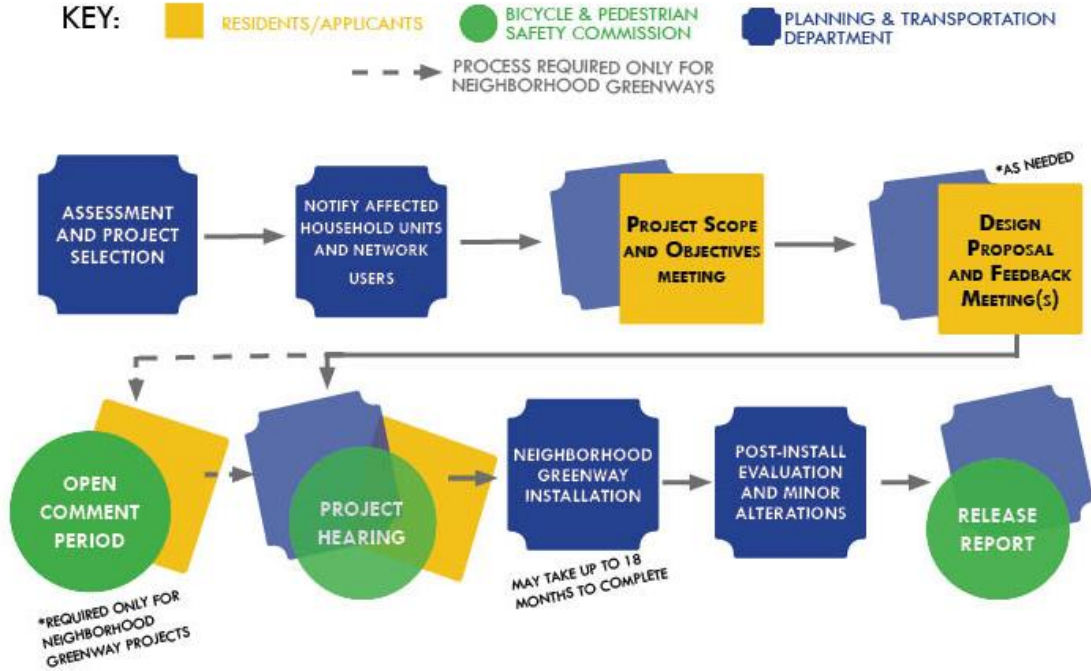 KEY:
RESIDENTS/APPLICANTS
BICYCLE & PEDESTRIAN
SAFETY COMMISSION
PLANNING & TRANSPORTATION
DEPARTMENT
PROCESS REQUIRED ONLY FOR
NEIGHBORHOOD GREENWAYS
ASSESSMENT
AND PROJECT
SELECTION
NOTIFY AFFECTED
HOUSEHOLD UNITS
AND NETWORK
USERS
PROJECT SCOPE
AND OBJECTIVES
MEETING
*AS NEEDED
DESIGN
PROPOSAL
AND FEEDBACK
MEETING(S)
OPEN
COMMENT
PERIOD
*REQUIRED ONLY FOR
NEIGHBORHOOD
GREENWAY PROJECTS
PROJECT
HEARING
NEIGHBORHOOD
GREENWAY
INSTALLATION
MAY TAKE UP TO 18
MONTHS TO COMPLETE
POST-INSTALL
EVALUATION
AND MINOR
ALTERATIONS
RELEASE
REPORT